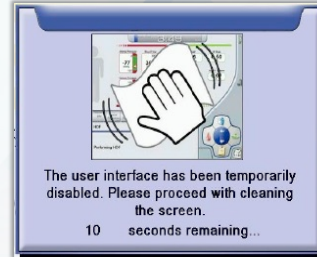 The user interface has been temporarily
disabled. Please proceed with cleaning
the screen.
10 seconds remaining...